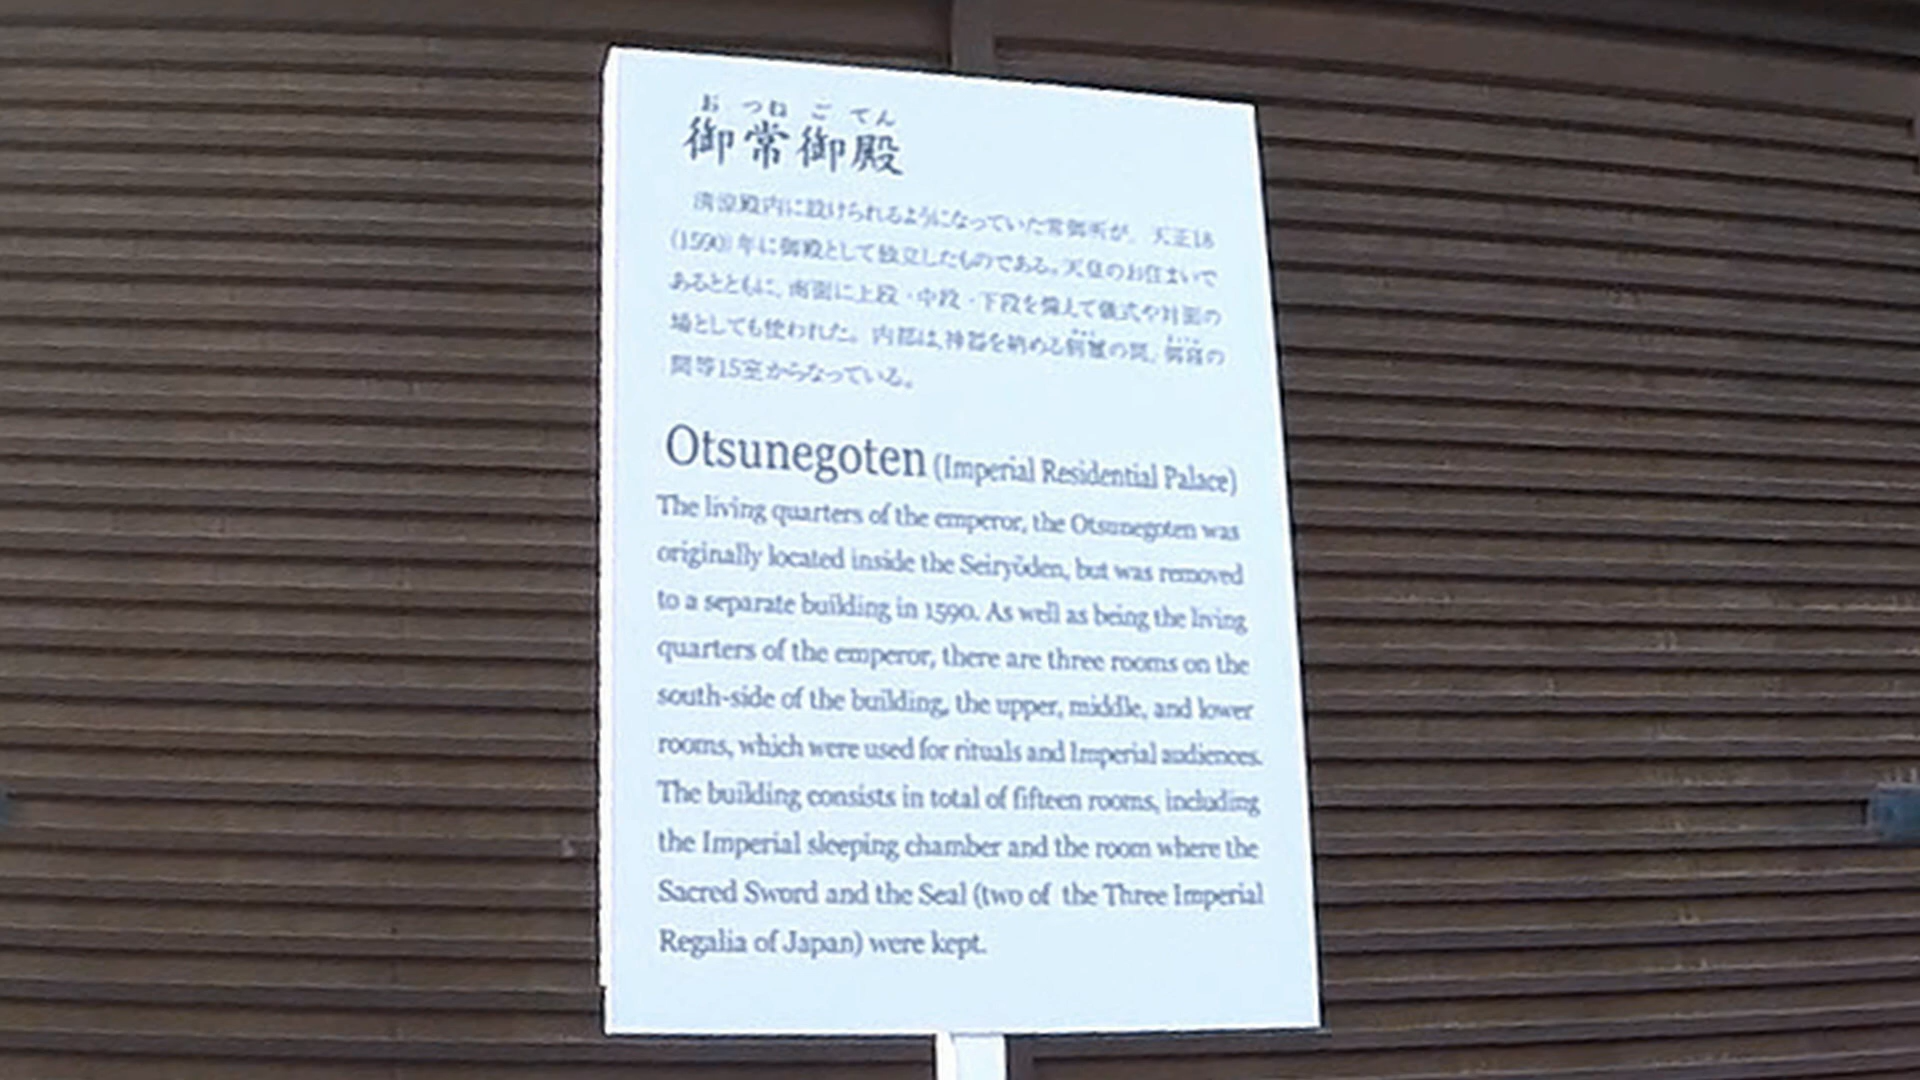 お つね ご てん
御常御殿
清涼殿内に設けられるようになっていた常御所が、天正18
(1590)年に御殿として独立したものである。天皇のお住まいで
あるとともに、南面に上段・中段・下段を備えて儀式や対面の
場としても使われた。内部は、神器を納める剣璽の間、御寝の
間等15室からなっている。
Otsunegoten (Imperial Residential Palace)
The living quarters of the emperor, the Otsunegoten was
originally located inside the Seiryōden, but was removed
to a separate building in 1590. As well as being the living
quarters of the emperor, there are three rooms on the
south-side of the building, the upper, middle, and lower
rooms, which were used for rituals and Imperial audiences.
The building consists in total of fifteen rooms, including
the Imperial sleeping chamber and the room where the
Sacred Sword and the Seal (two of the Three Imperial
Regalia of Japan) were kept.